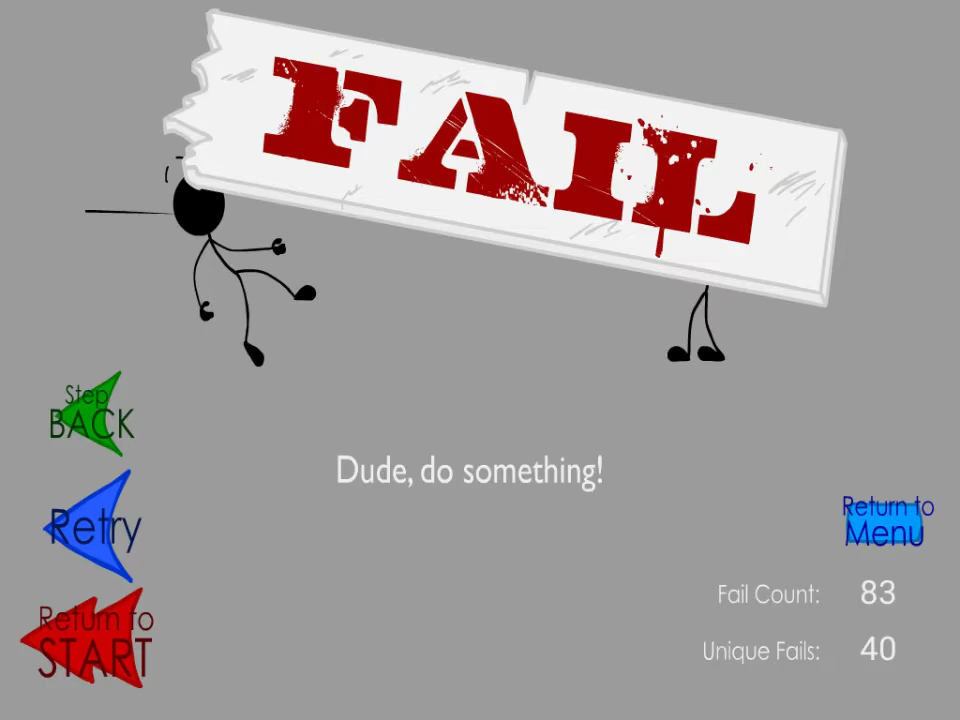 FAIL
Step
BACK
Dude, do something!
Retry
Return to
Menu
Fail Count: 83
Return to
START
Unique Fails: 40